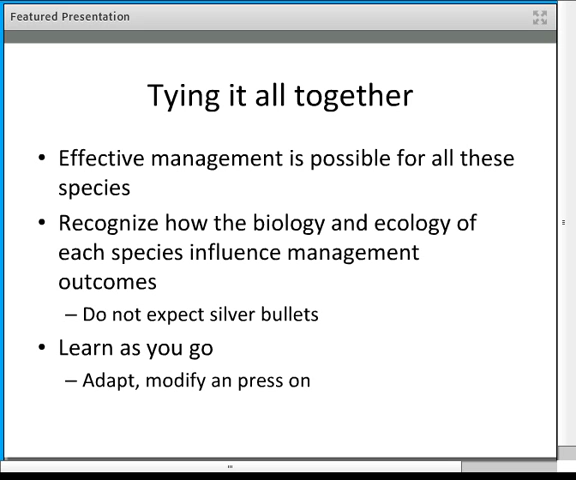 Featured Presentation
Tying it all together
• Effective management is possible for all these
species
• Recognize how the biology and ecology of
each species influence management
outcomes
– Do not expect silver bullets
• Learn as you go
– Adapt, modify an press on